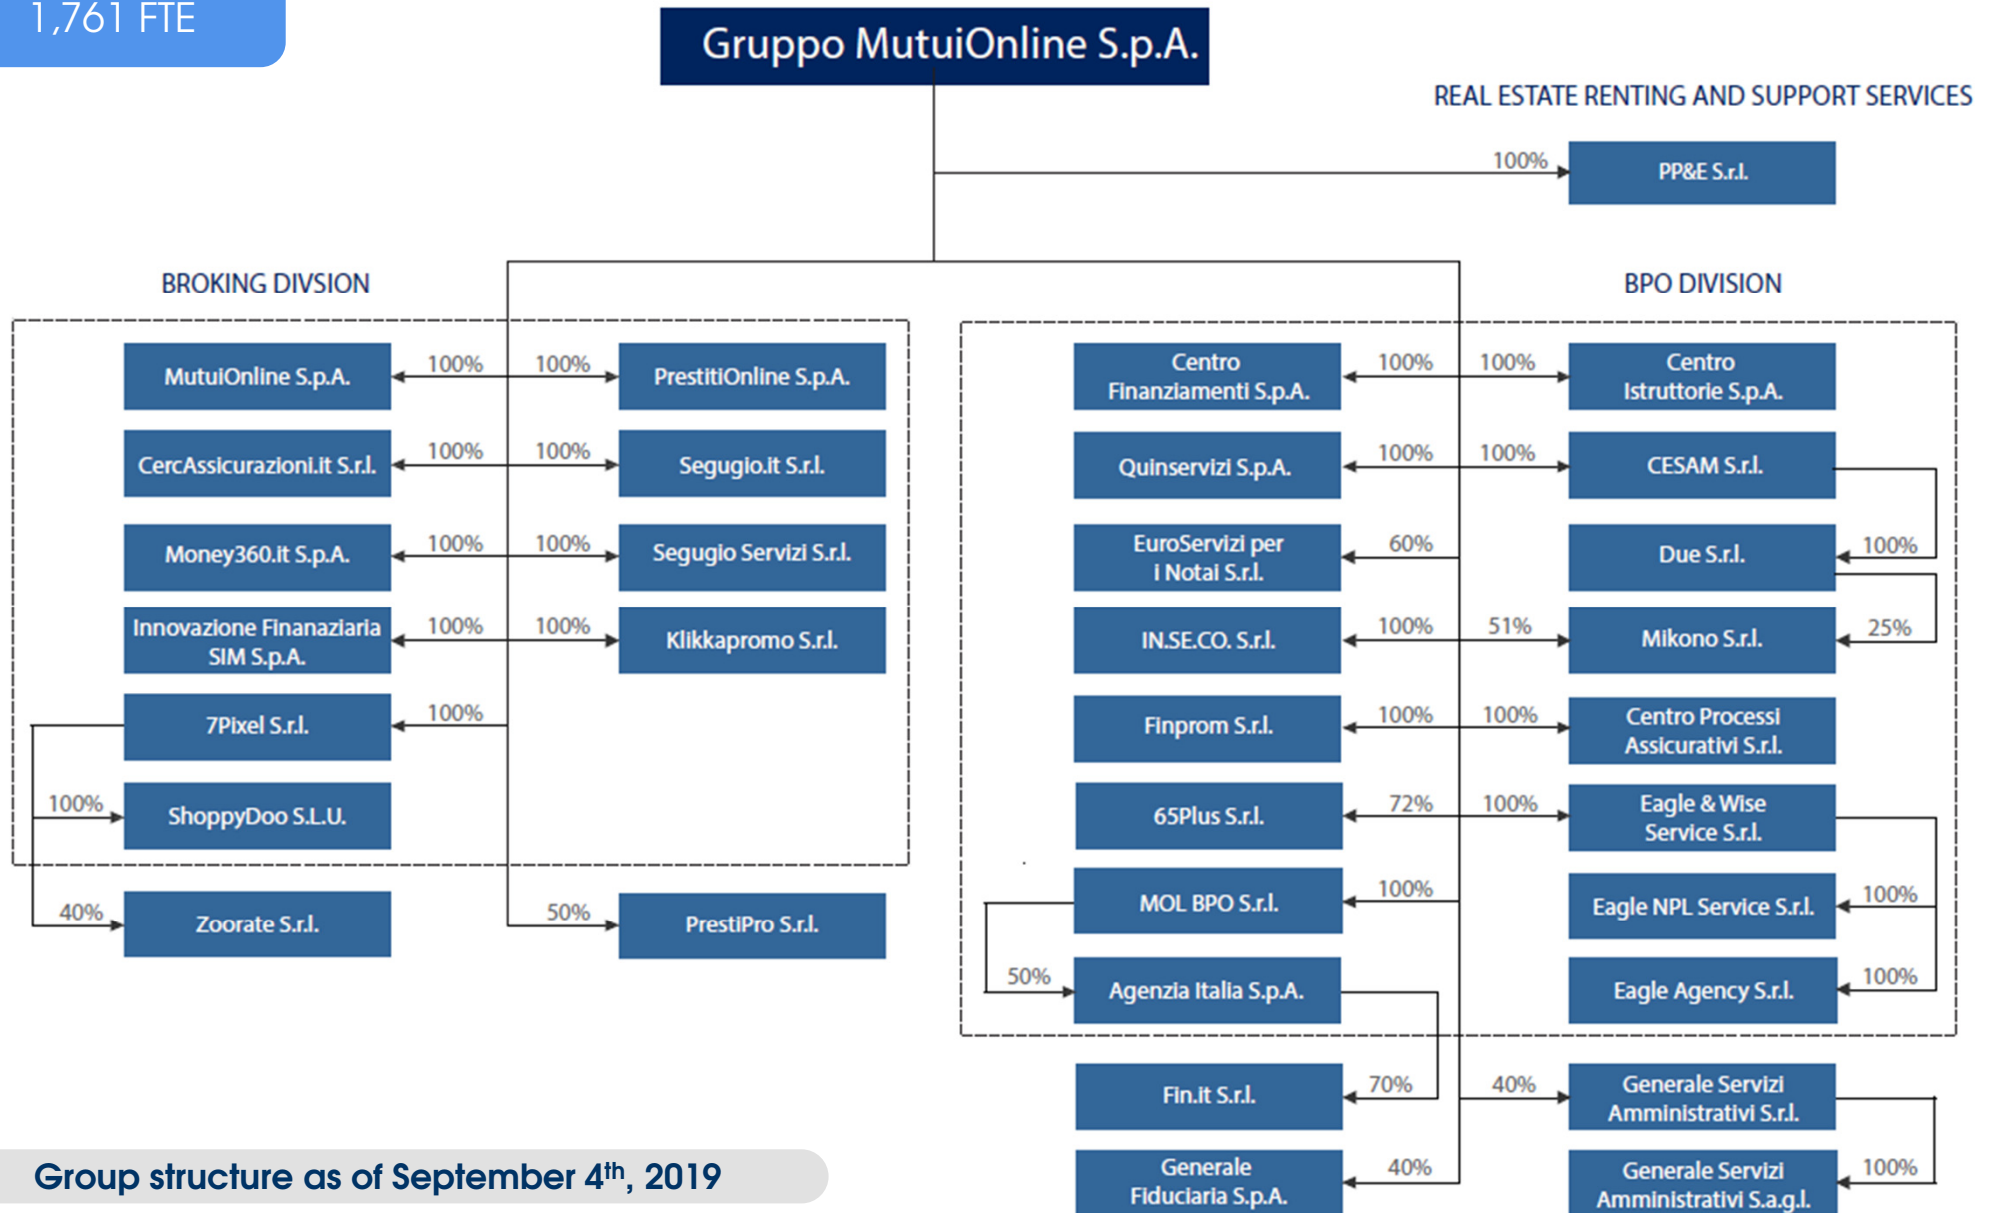 1,761 FTE
Gruppo MutuiOnline S.p.A.
REAL ESTATE RENTING AND SUPPORT SERVICES
100%
PP&E S.r.l.
BROKING DIVSION
MutuiOnline S.p.A.
100%
100%
PrestitiOnline S.p.A.
CercAssicurazioni.it S.r.l.
100%
100%
Segugio.it S.r.l.
Money360.it S.p.A.
100%
100%
Segugio Servizi S.r.l.
Innovazione Finanaziaria
SIM S.p.A.
100%
100%
Klikkapromo S.r.l.
7Pixel S.r.l.
100%
100%
ShoppyDoo S.L.U.
40%
Zoorate S.r.l.
50%
PrestiPro S.r.l.
BPO DIVISION
Centro
Finanziamenti S.p.A.
100%
100%
Centro
Istruttorie S.p.A.
Quinservizi S.p.A.
100%
100%
CESAM S.r.l.
EuroServizi per
i Notai S.r.l.
60%
Due S.r.l.
100%
IN.SE.CO. S.r.l.
100%
51%
Mikono S.r.l.
25%
Finprom S.r.l.
100%
100%
Centro Processi
Assicurativi S.r.l.
65Plus S.r.l.
72%
100%
Eagle & Wise
Service S.r.l.
MOL BPO S.r.l.
100%
Eagle NPL Service S.r.l.
100%
50%
Agenzia Italia S.p.A.
Eagle Agency S.r.l.
100%
Fin.it S.r.l.
70%
40%
Generale Servizi
Amministrativi S.r.l.
Generale
Fiduciaria S.p.A.
40%
Generale Servizi
Amministrativi S.a.g.l.
100%
Group structure as of September 4th, 2019